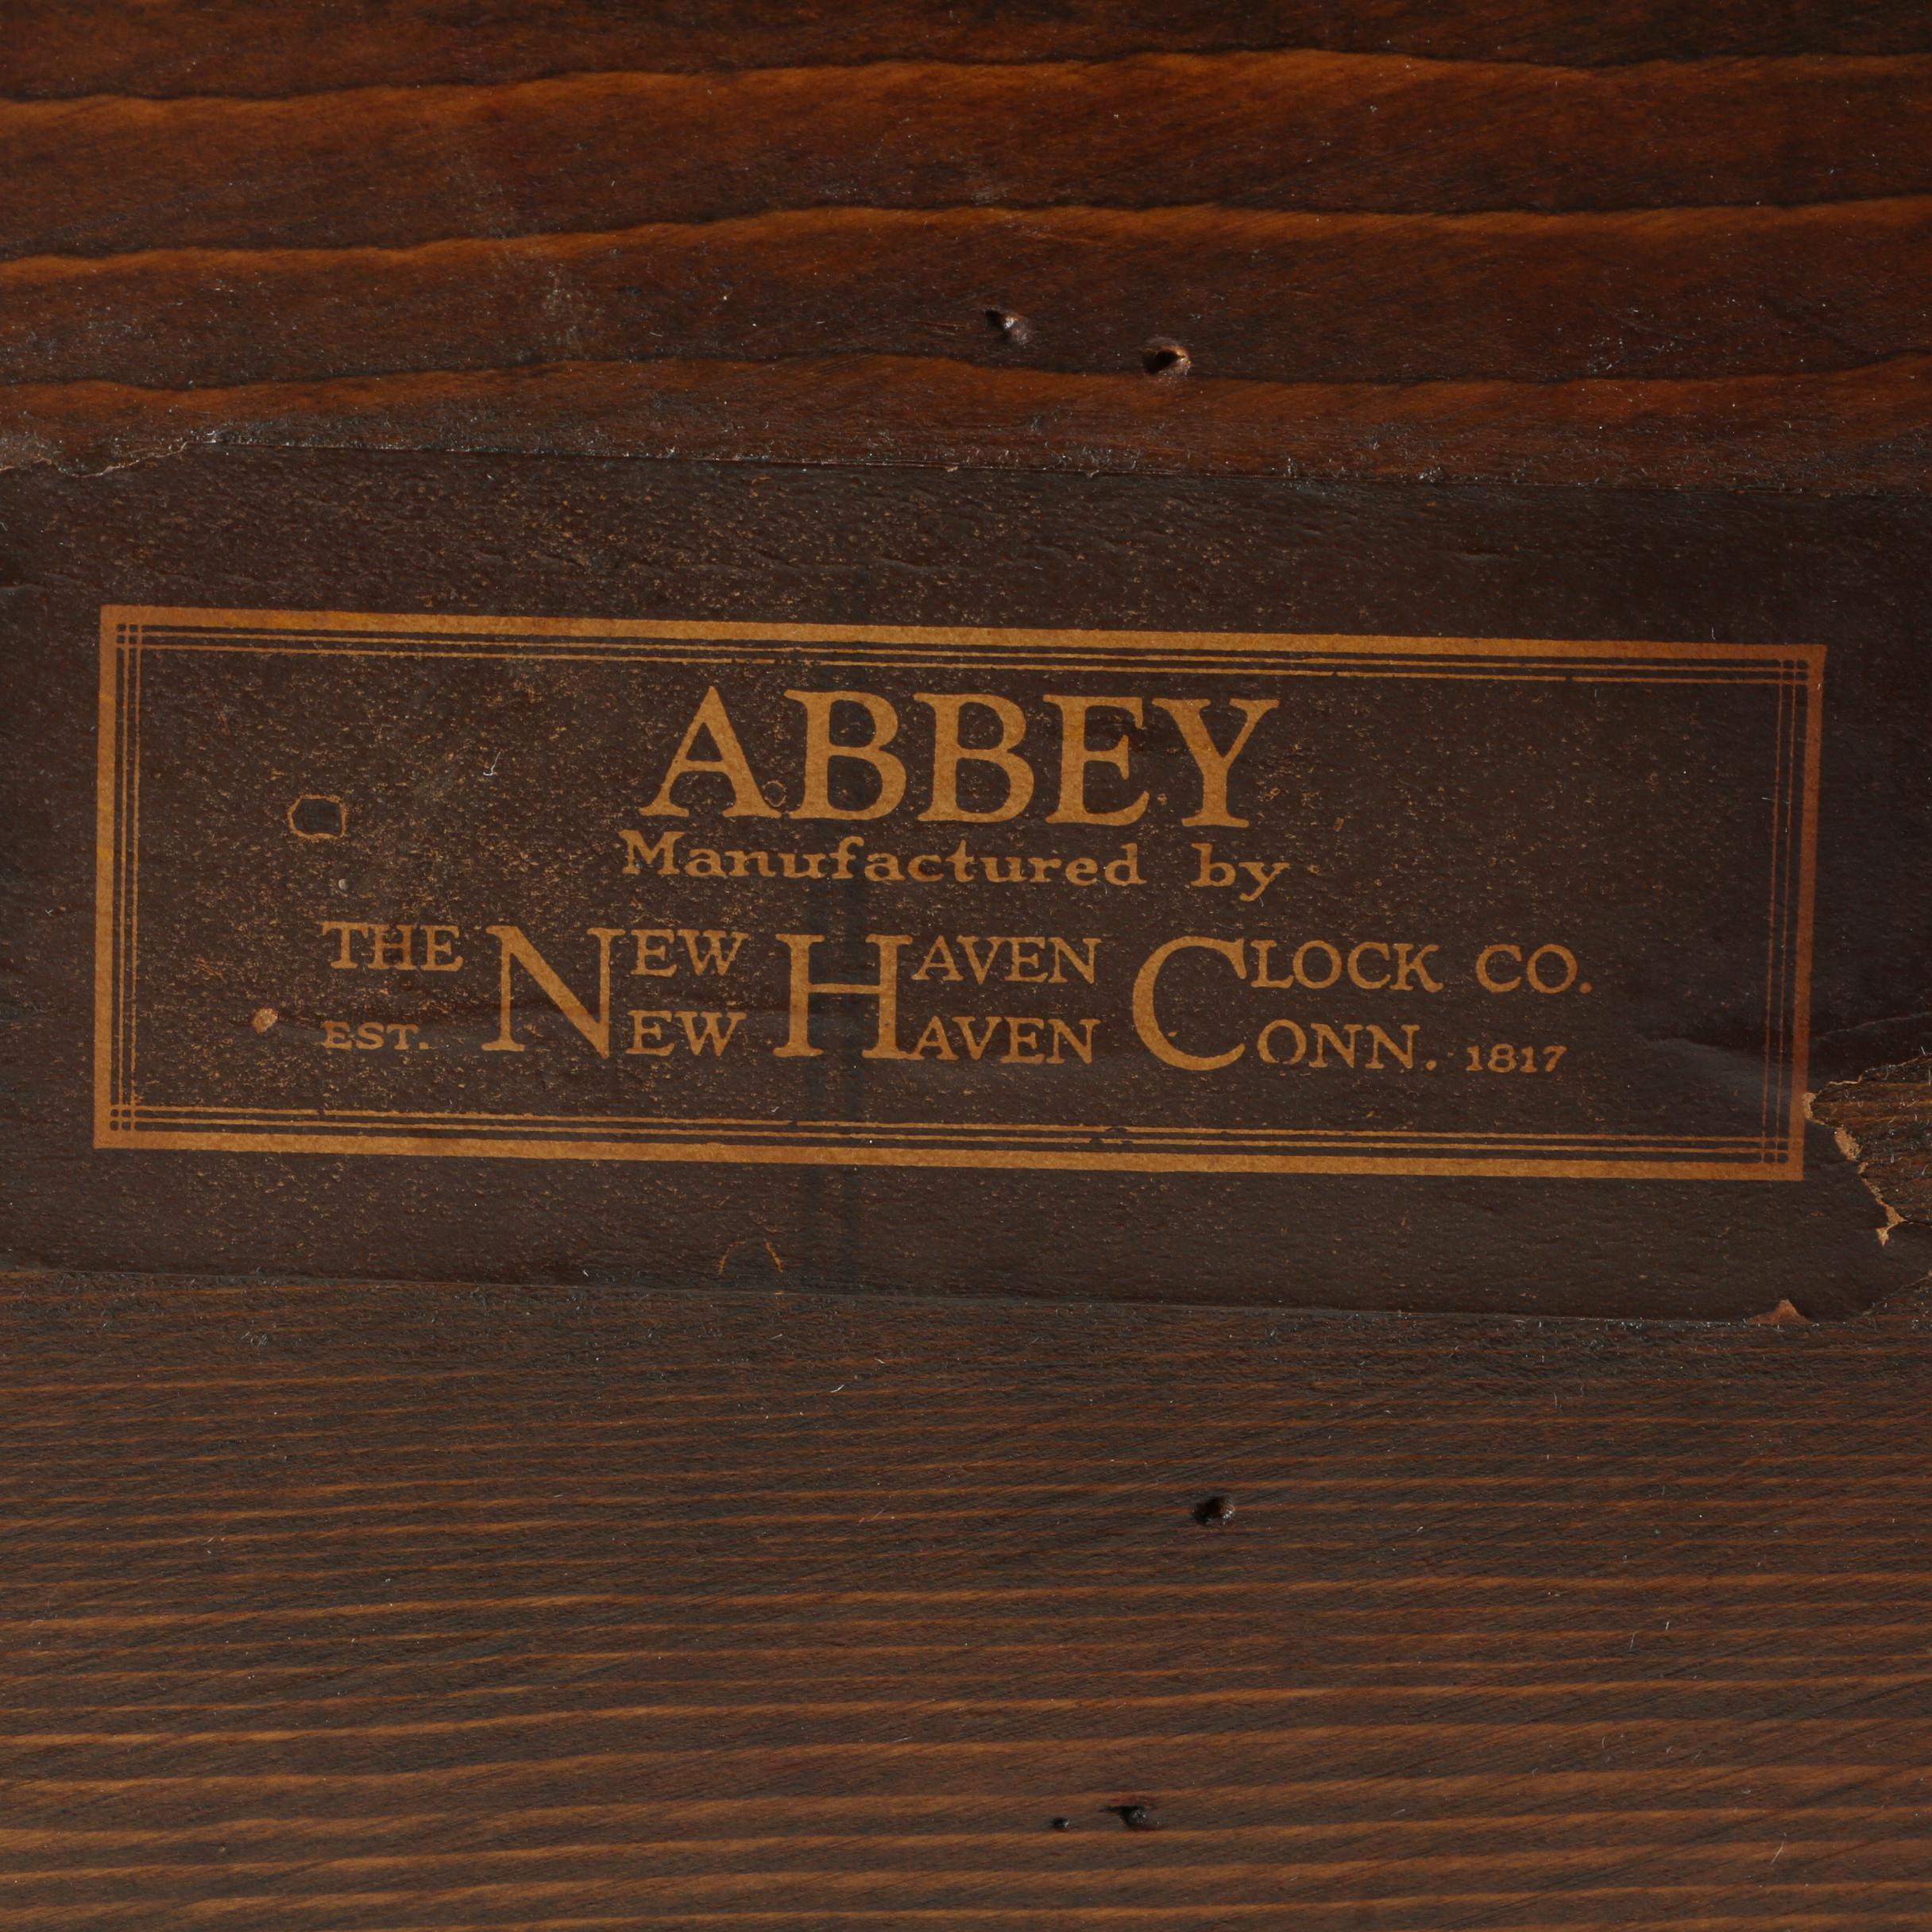 ABBEY
Manufactured by
THE NEW HAVEN CLOCK CO.
EST. NEW HAVEN CONN. 1817